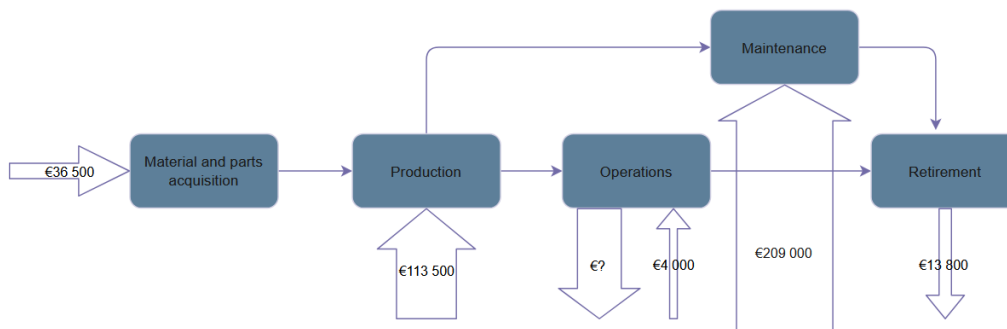 Maintenance
€36 500
Material and parts
acquisition
Production
Operations
Retirement
€113 500
€?
€4 000
€209 000
€13 800